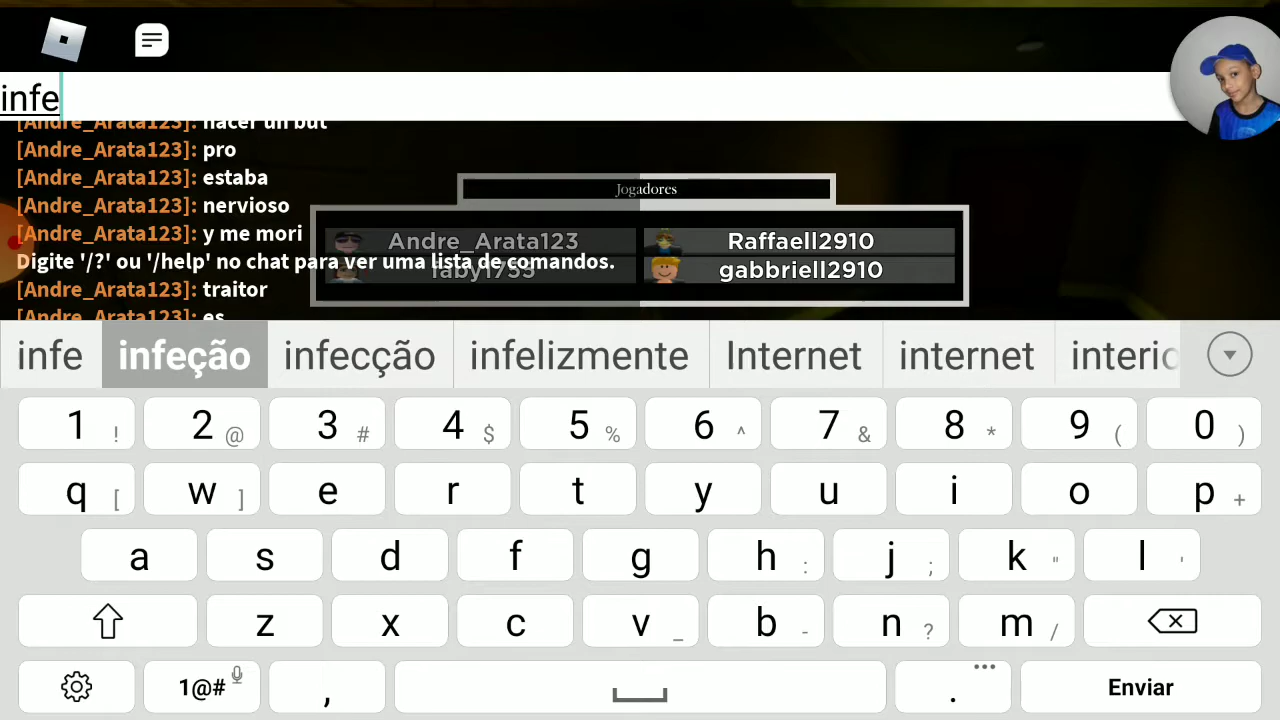 infe
[Andre_Arata123]: hacer un but
[Andre_Arata123]: pro
[Andre_Arata123]: estaba
[Andre_Arata123]: nervioso
[Andre_Arata123]: y me mori
Digite '/?' ou '/help' no chat para ver uma lista de comandos.
[Andre_Arata123]: traitor
[Andre_Arata123]: es
Jogadores
Andre_Arata123 Raffaell2910
faby1755 gabbriell2910
infe infeção infecção infelizmente Internet internet interic
1 ! 2 @ 3 # 4 $ 5 % 6 ^ 7 & 8 * 9 ( 0 )
q [ w ] e r t y u i o p +
a s d f g h : j ; k " l '
z x c v _ b - n ? m /
1@# , . ... Enviar